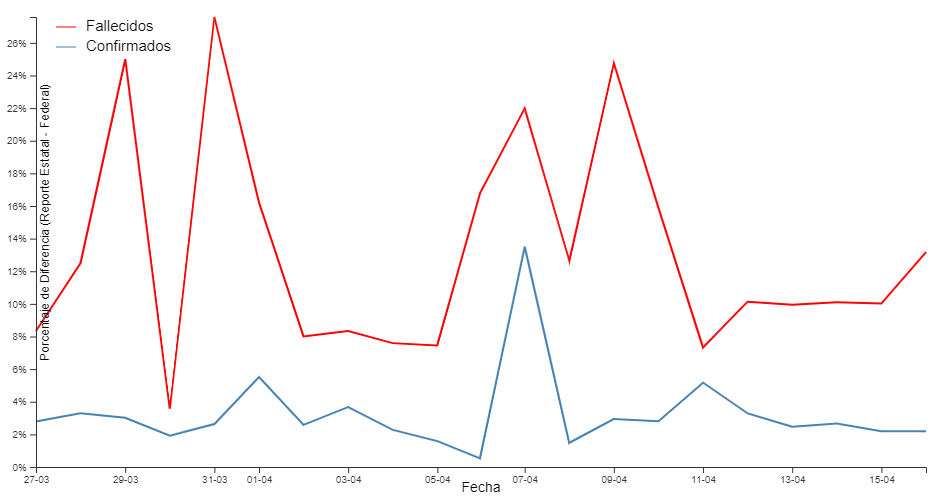 Fallecidos
Confirmados
26%
24%
22%
20%
18%
16%
14%
12%
10%
8%
6%
4%
2%
0%
Porcentaje de Diferencia (Reporte Estatal - Federal)
27-03 29-03 31-03 01-04 03-04 05-04 07-04 09-04 11-04 13-04 15-04
Fecha